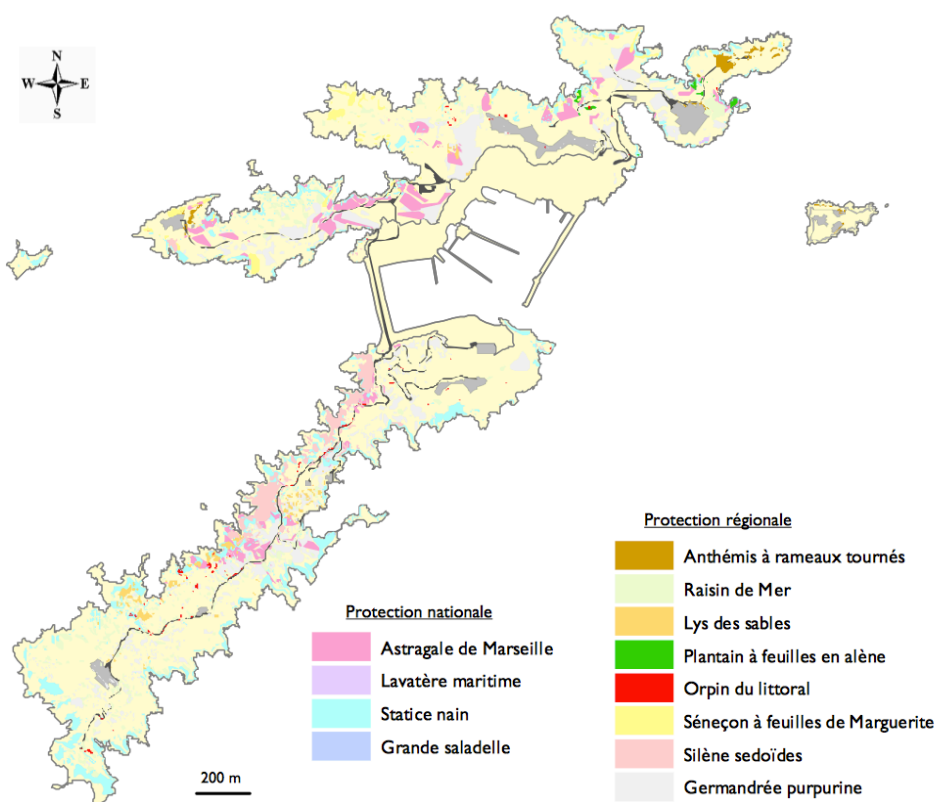 N
W E
S
Protection nationale
Astragale de Marseille
Lavatère maritime
Statice nain
Grande saladelle
200 m
Protection régionale
Anthémis à rameaux tournés
Raisin de Mer
Lys des sables
Plantain à feuilles en alène
Orpin du littoral
Séneçon à feuilles de Marguerite
Silène sedoïdes
Germandrée purpurine